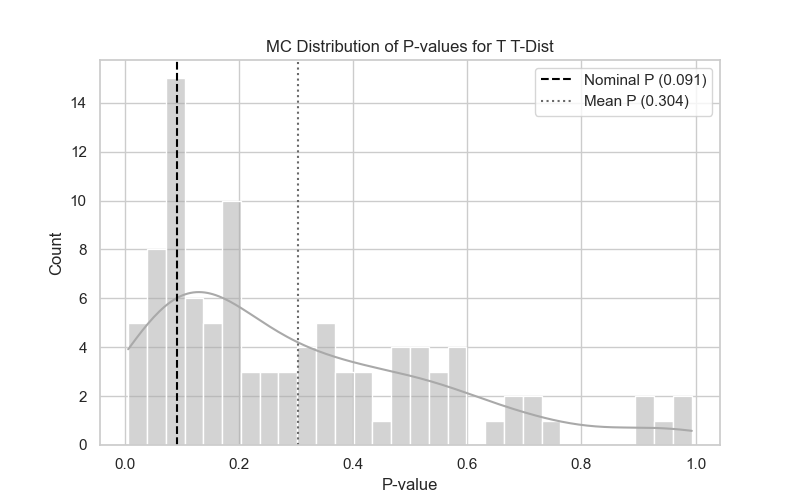 MC Distribution of P-values for T T-Dist
Nominal P (0.091)
Mean P (0.304)
Count
14
12
10
8
6
4
2
0
0.0 0.2 0.4 0.6 0.8 1.0
P-value